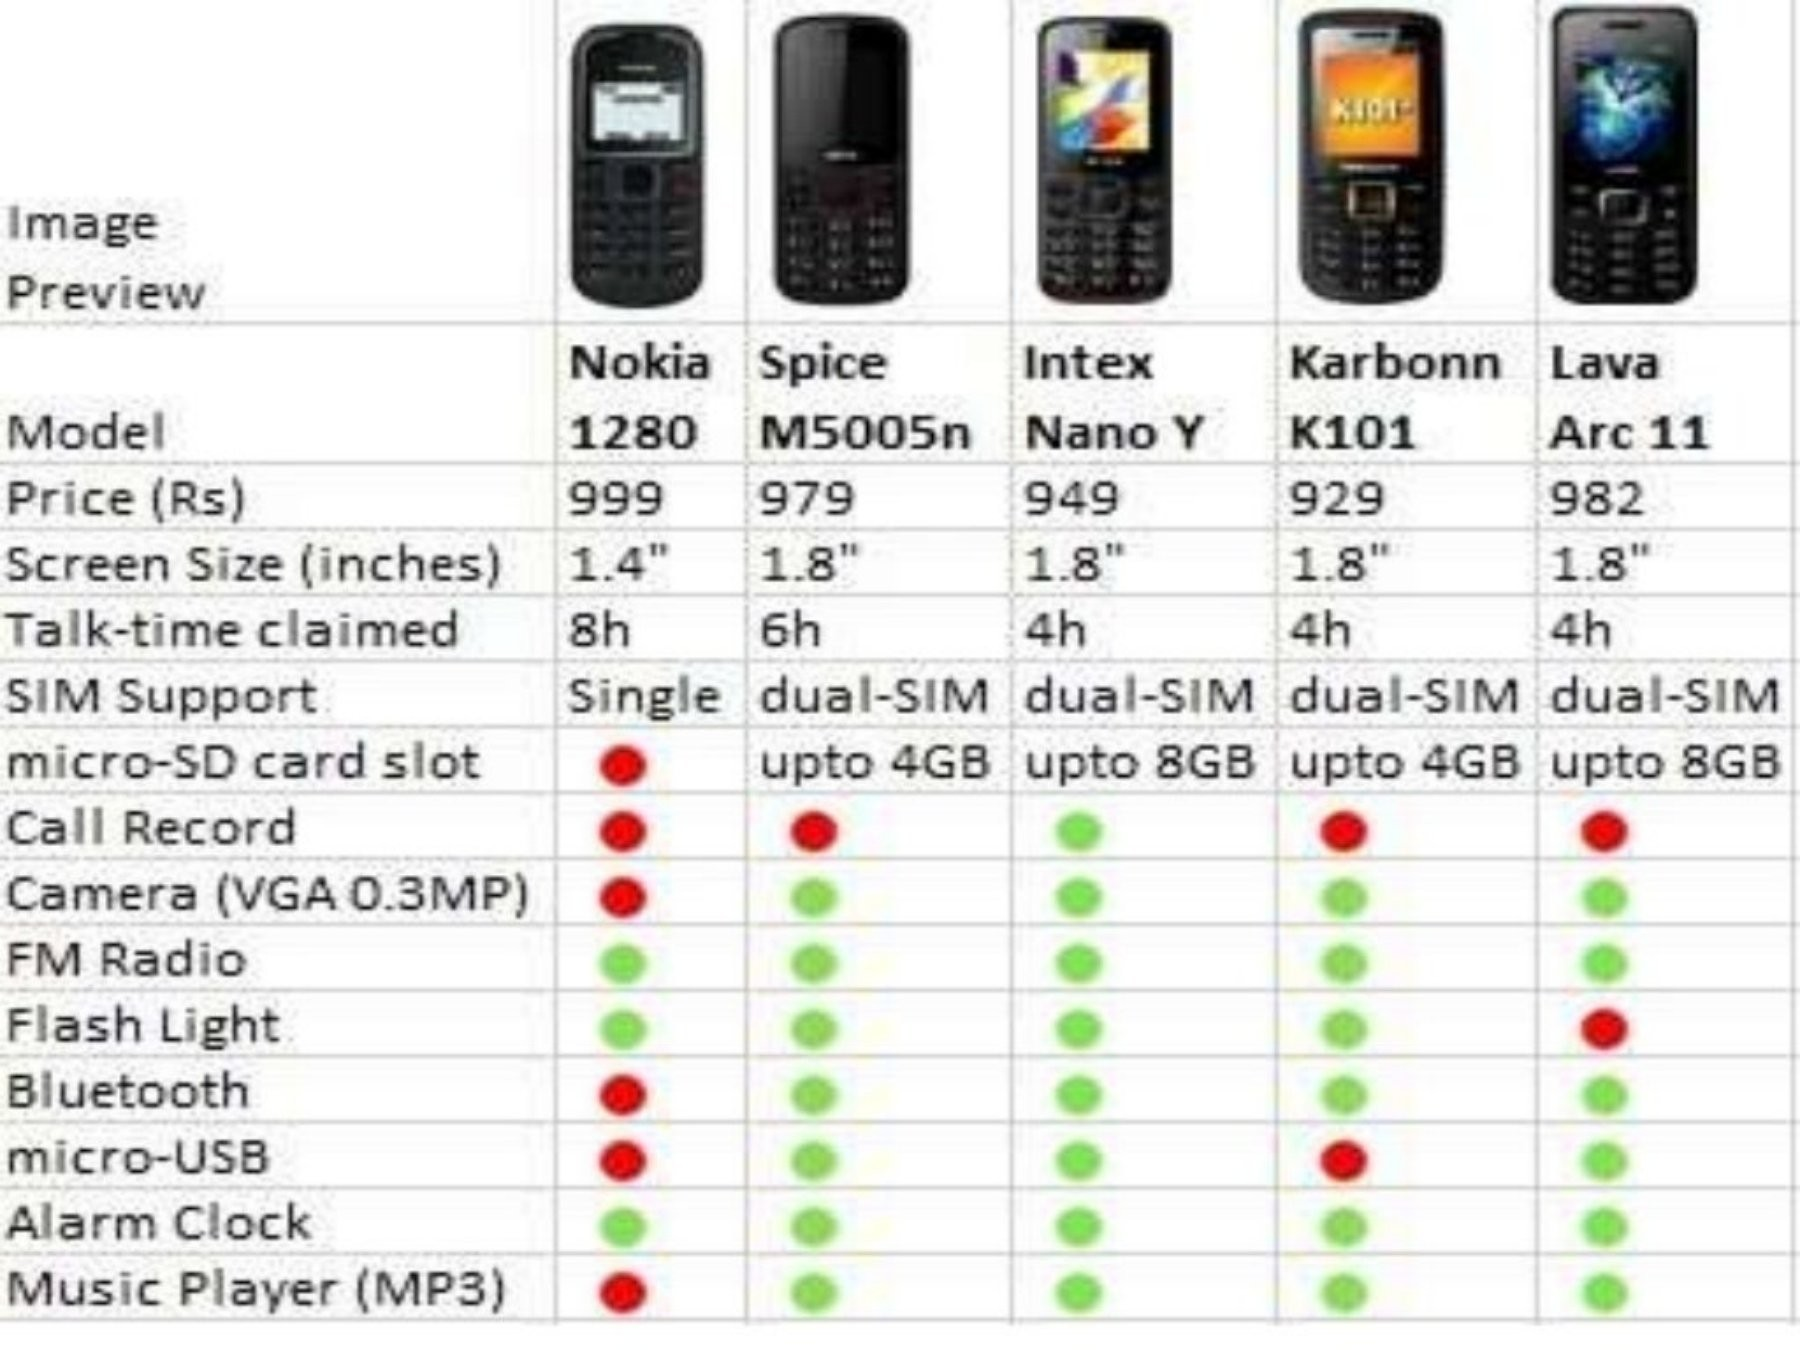 Image
Preview
K101+
Nokia Spice Intex Karbonn Lava
Model 1280 M5005n Nano Y K101 Arc 11
Price (Rs) 999 979 949 929 982
Screen Size (inches) 1.4" 1.8" 1.8" 1.8" 1.8"
Talk-time claimed 8h 6h 4h 4h 4h
SIM Support Single dual-SIM dual-SIM dual-SIM dual-SIM
micro-SD card slot upto 4GB upto 8GB upto 4GB upto 8GB
Call Record
Camera (VGA 0.3MP)
FM Radio
Flash Light
Bluetooth
micro-USB
Alarm Clock
Music Player (MP3)